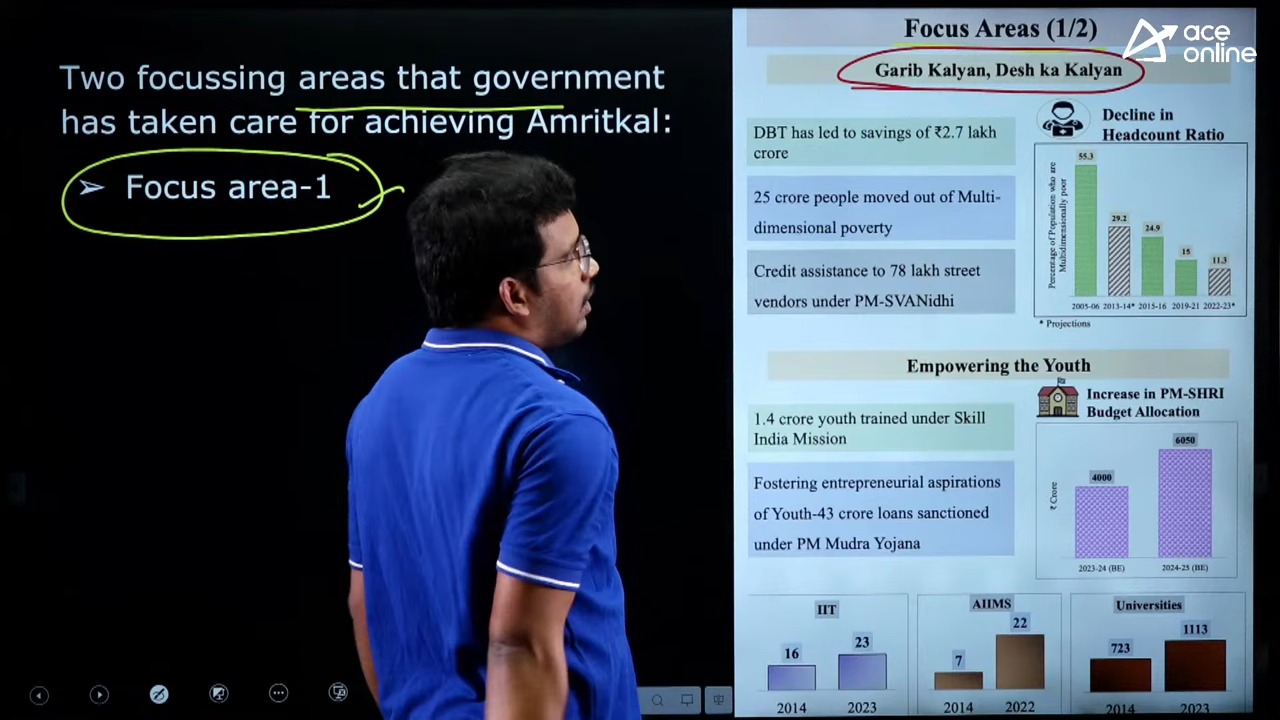 Two focussing areas that government
has taken care for achieving Amritkal:
➢ Focus area-1
Focus Areas (1/2)
ace
online
Garib Kalyan, Desh ka Kalyan
DBT has led to savings of ₹2.7 lakh
crore
25 crore people moved out of Multi-
dimensional poverty
Credit assistance to 78 lakh street
vendors under PM-SVANidhi
Decline in
Headcount Ratio
Percentage of Population who are
Multidimensionally poor
55.3
29.2
24.9
15
11.3
2005-06 2013-14* 2015-16 2019-21 2022-23*
* Projections
Empowering the Youth
1.4 crore youth trained under Skill
India Mission
Fostering entrepreneurial aspirations
of Youth-43 crore loans sanctioned
under PM Mudra Yojana
Increase in PM-SHRI
Budget Allocation
₹ Crore
4000
6050
2023-24 (BE) 2024-25 (BE)
IIT
16
23
2014 2023
AIIMS
7
22
2014 2022
Universities
723
1113
2014 2023